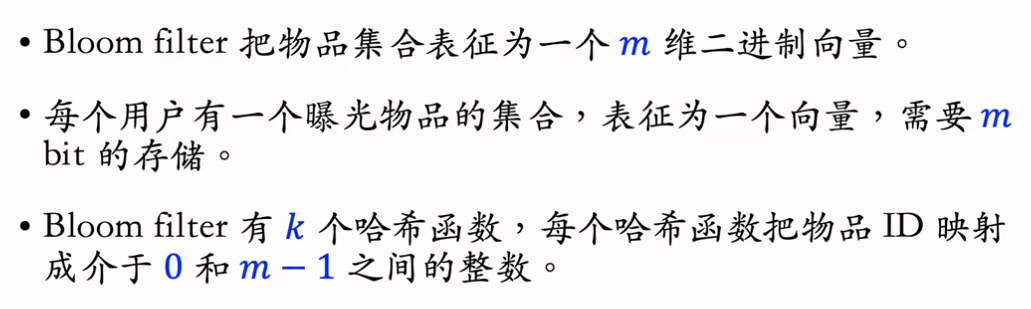 • Bloom filter 把物品集合表征为一个 m 维二进制向量。
• 每个用户有一个曝光物品的集合，表征为一个向量，需要 m
bit 的存储。
• Bloom filter 有 k 个哈希函数，每个哈希函数把物品 ID 映射
成介于 0 和 m − 1 之间的整数。